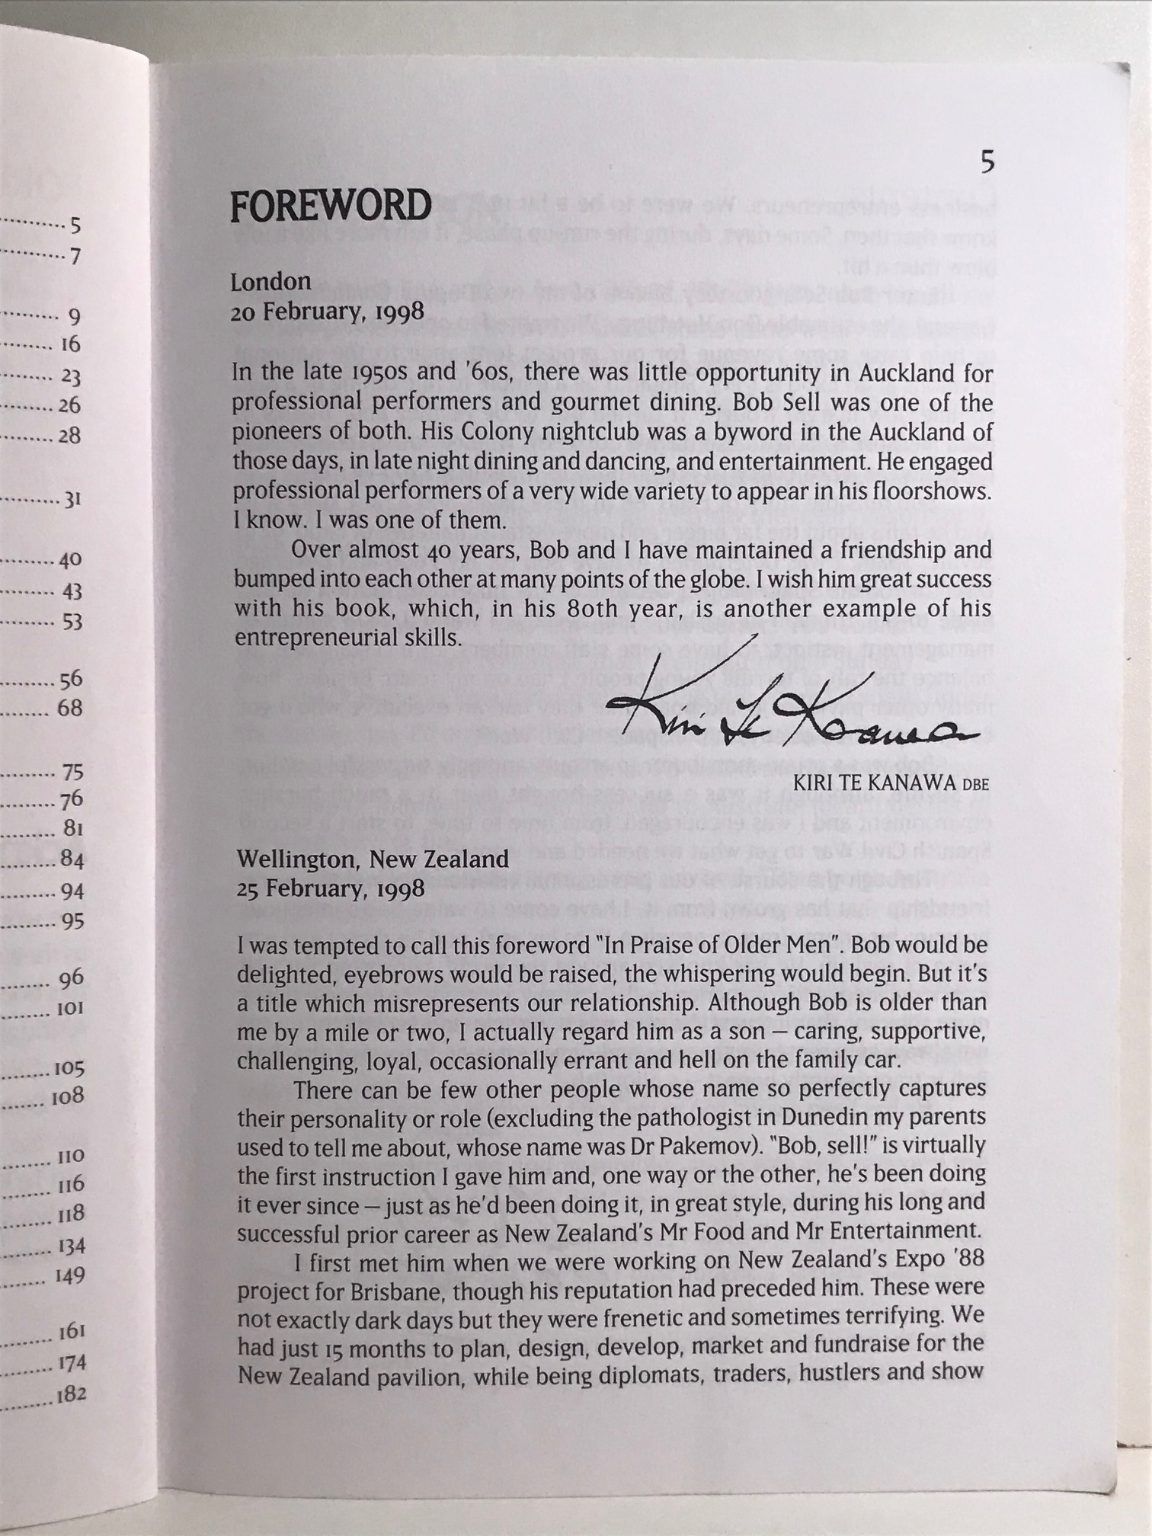 5
7
9
16
23
26
28
31
40
43
53
56
68
75
76
81
84
94
95
96
101
105
108
110
116
118
134
149
161
174
182
5
FOREWORD
London
20 February, 1998
In the late 1950s and '60s, there was little opportunity in Auckland for
professional performers and gourmet dining. Bob Sell was one of the
pioneers of both. His Colony nightclub was a byword in the Auckland of
those days, in late night dining and dancing, and entertainment. He engaged
professional performers of a very wide variety to appear in his floorshows.
I know. I was one of them.
Over almost 40 years, Bob and I have maintained a friendship and
bumped into each other at many points of the globe. I wish him great success
with his book, which, in his 80th year, is another example of his
entrepreneurial skills.
Kiri Te Kanawa
KIRI TE KANAWA DBE
Wellington, New Zealand
25 February, 1998
I was tempted to call this foreword "In Praise of Older Men". Bob would be
delighted, eyebrows would be raised, the whispering would begin. But it's
a title which misrepresents our relationship. Although Bob is older than
me by a mile or two, I actually regard him as a son – caring, supportive,
challenging, loyal, occasionally errant and hell on the family car.
There can be few other people whose name so perfectly captures
their personality or role (excluding the pathologist in Dunedin my parents
used to tell me about, whose name was Dr Pakemov). "Bob, sell!" is virtually
the first instruction I gave him and, one way or the other, he's been doing
it ever since – just as he'd been doing it, in great style, during his long and
successful prior career as New Zealand's Mr Food and Mr Entertainment.
I first met him when we were working on New Zealand's Expo '88
project for Brisbane, though his reputation had preceded him. These were
not exactly dark days but they were frenetic and sometimes terrifying. We
had just 15 months to plan, design, develop, market and fundraise for the
New Zealand pavilion, while being diplomats, traders, hustlers and show